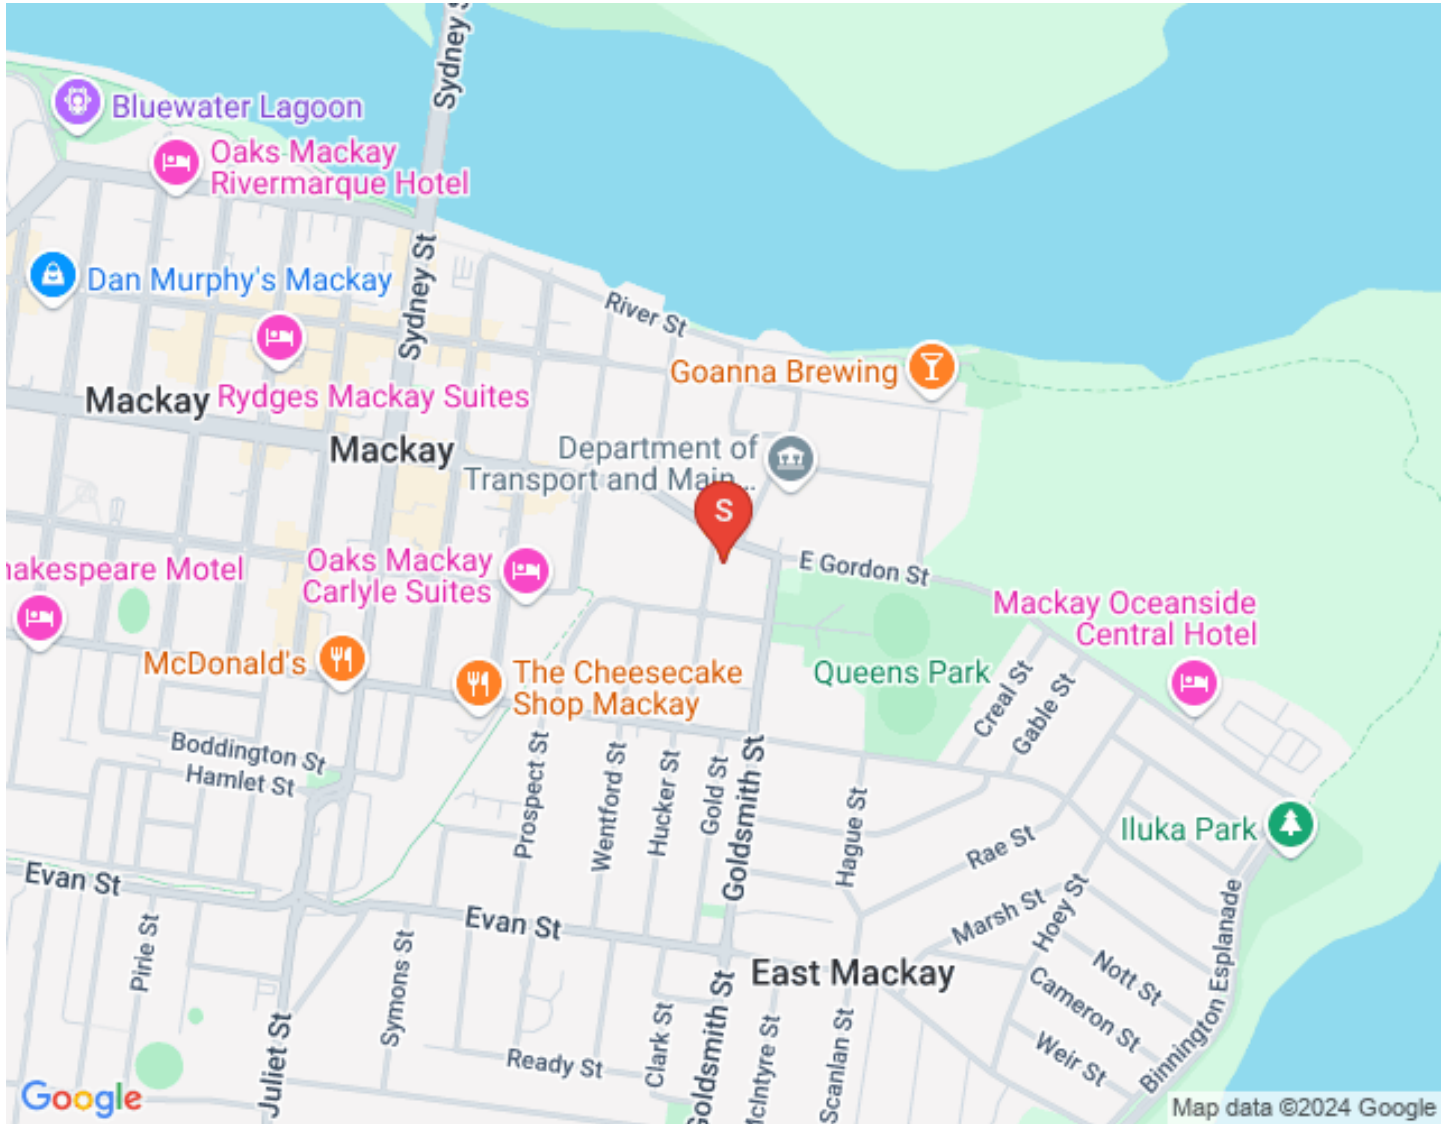 Sydney S
Bluewater Lagoon
Oaks Mackay
Rivermarque Hotel
Dan Murphy's Mackay
Sydney St
River St
Goanna Brewing
Mackay
Rydges Mackay Suites
Mackay
Department of
Transport and Main...
S
E Gordon St
Oaks Mackay
Carlyle Suites
hakespeare Motel
Mackay Oceanside
Central Hotel
McDonald's
The Cheesecake
Shop Mackay
Queens Park
Creal St
Gable St
Boddington St
Hamlet St
Prospect St
Wentford St
Hucker St
Gold St
Goldsmith St
Hague St
Rae St
Iluka Park
Evan St
Evan St
Marsh St
Hoey St
Pirie St
Symons St
East Mackay
Nott St
Cameron St
Weir St
Binnington Esplanade
Juliet St
Ready St
Clark St
Goldsmith St
McIntyre St
Scanlan St
Google
Map data ©2024 Google